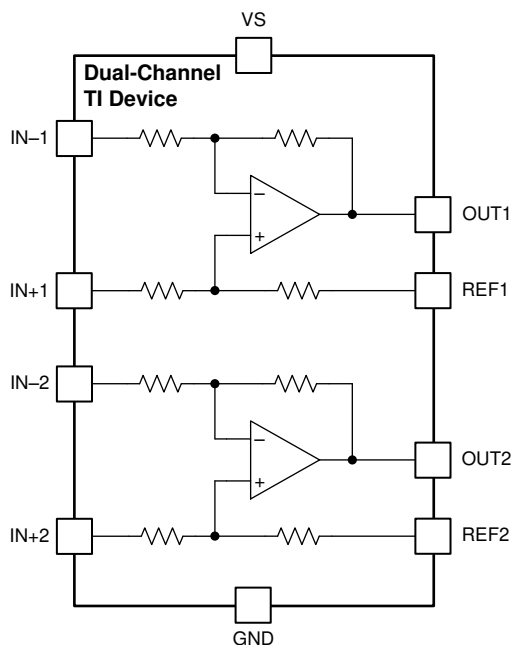 VS
Dual-Channel
TI Device
IN–1
−
OUT1
+
IN+1
REF1
IN–2
−
OUT2
+
IN+2
REF2
GND